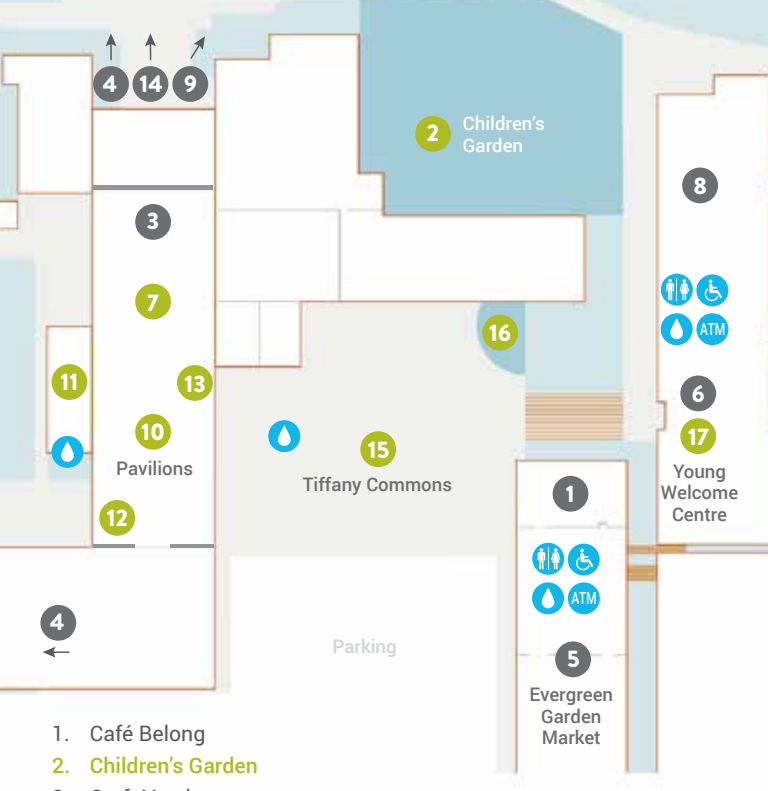 4 14 9
2 Children's
Garden
8
3
7
16
11 13
6
10
17
15
Pavilions
Tiffany Commons
Young
Welcome
Centre
1
12
ATM
ATM
4
Parking
5
Evergreen
Garden
Market
1. Café Belong
2. Children's Garden